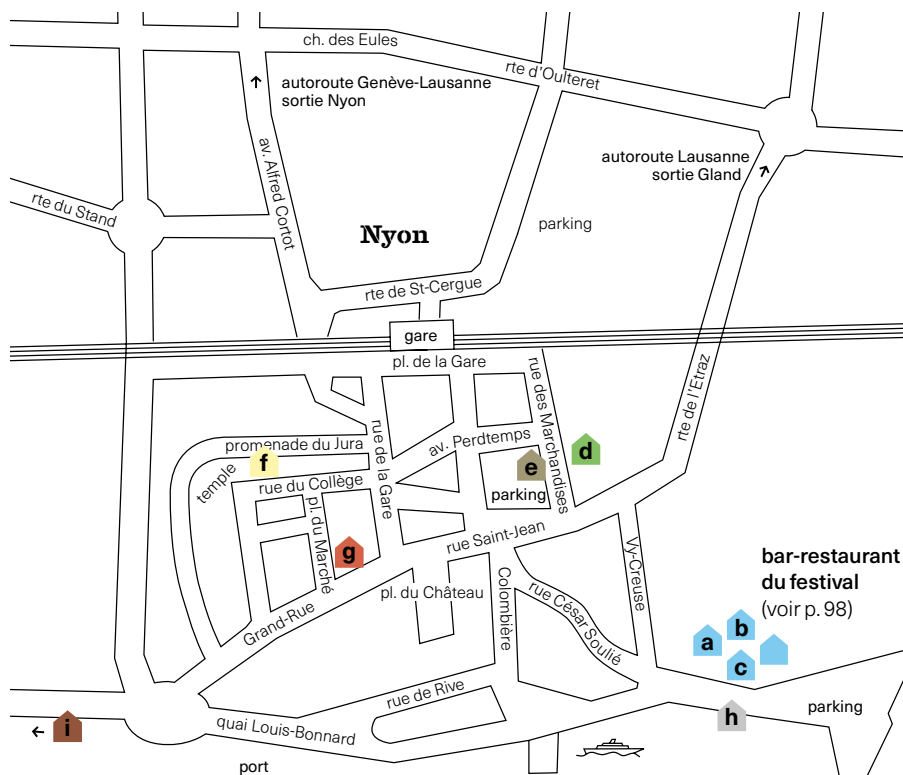 ch. des Eules
rte d'Oulteret
autoroute Genève-Lausanne
sortie Nyon
autoroute Lausanne
sortie Gland
av. Alfred Cortot
rte du Stand
Nyon
parking
rte de St-Cergue
gare
pl. de la Gare
rue des Marchandises
rte de l'Etraz
rue de la Gare
av. Perdtemps
promenade du Jura
d
f
e
temple
rue du Collège
parking
pl. du Marché
g
rue Saint-Jean
Vy-Creuse
bar-restaurant
du festival
(voir p. 98)
pl. du Château
Colombière
rue César Soulié
Grand-Rue
a
b
c
rue de Rive
h
parking
i
quai Louis-Bonnard
port